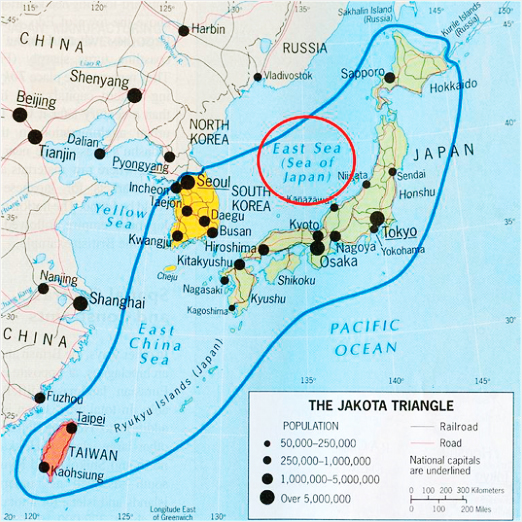 Sakhalin Island
(Russia)
Kurile Islands
(Russia)
Harbin
CHINA
RUSSIA
145°
Shenyang
Vladivostok
Sapporo
Hokkaido
Beijing
Dalian
Tianjin
NORTH
KOREA
Pyongyang
East Sea
(Sea of
Japan)
JAPAN
40°
Niigata
Sendai
Honshu
Incheon
Seoul
SOUTH
KOREA
Taejon
Kanazawa
Yellow
Sea
Daegu
Busan
Kwangju
Kyoto
Tokyo
Yokohama
Nagoya
Osaka
Hiroshima
Kitakyushu
35°
Cheju
Shikoku
Nagasaki
Kyushu
Kagoshima
Nanjing
Shanghai
CHINA
East
China
Sea
PACIFIC
OCEAN
30°
Ryukyu Islands (Japan)
Fuzhou
25°
Taipei
TAIWAN
Kaohsiung
120°
125°
130°
135°
140°
THE JAKOTA TRIANGLE
POPULATION
50,000–250,000
250,000–1,000,000
1,000,000–5,000,000
Over 5,000,000
Railroad
Road
National capitals
are underlined
0 100 200 300 Kilometers
0 100 200 Miles
115°
120°
Longitude East
of Greenwich
130°